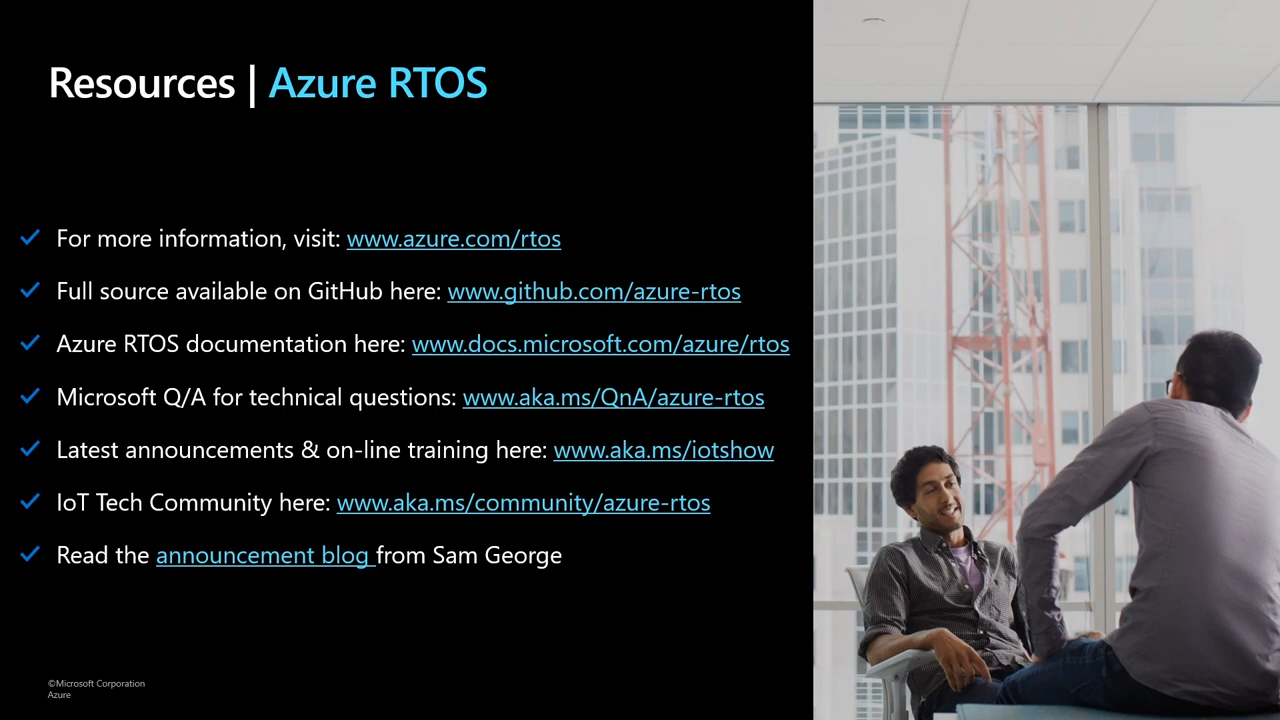 Resources | Azure RTOS
For more information, visit: www.azure.com/rtos
Full source available on GitHub here: www.github.com/azure-rtos
Azure RTOS documentation here: www.docs.microsoft.com/azure/rtos
Microsoft Q/A for technical questions: www.aka.ms/QnA/azure-rtos
Latest announcements & on-line training here: www.aka.ms/iotshow
IoT Tech Community here: www.aka.ms/community/azure-rtos
Read the announcement blog from Sam George
©Microsoft Corporation
Azure